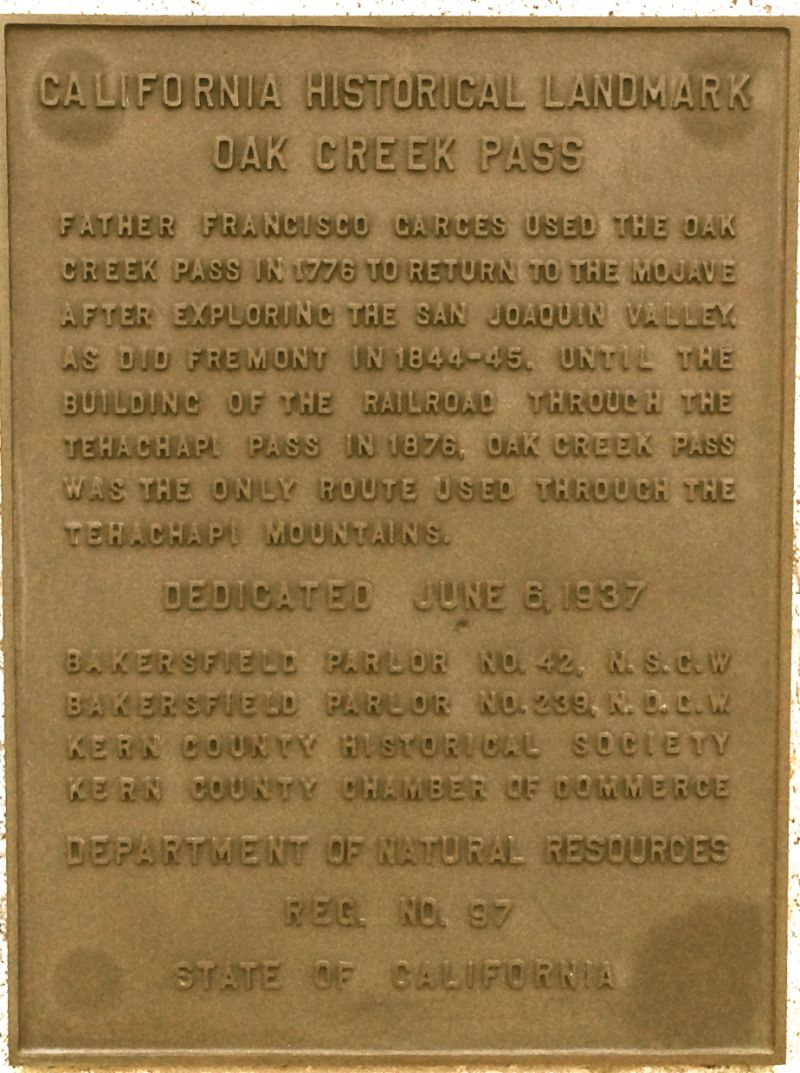 CALIFORNIA HISTORICAL LANDMARK
OAK CREEK PASS
FATHER FRANCISCO GARCES USED THE OAK
CREEK PASS IN 1776 TO RETURN TO THE MOJAVE
AFTER EXPLORING THE SAN JOAQUIN VALLEY.
AS DID FREMONT IN 1844-45. UNTIL THE
BUILDING OF THE RAILROAD THROUGH THE
TEHACHAPI PASS IN 1876, OAK CREEK PASS
WAS THE ONLY ROUTE USED THROUGH THE
TEHACHAPI MOUNTAINS.
DEDICATED JUNE 6, 1937
BAKERSFIELD PARLOR NO. 42, N.S.G.W
BAKERSFIELD PARLOR NO. 239, N.D.G.W
KERN COUNTY HISTORICAL SOCIETY
KERN COUNTY CHAMBER OF COMMERCE
DEPARTMENT OF NATURAL RESOURCES
REG. NO. 97
STATE OF CALIFORNIA